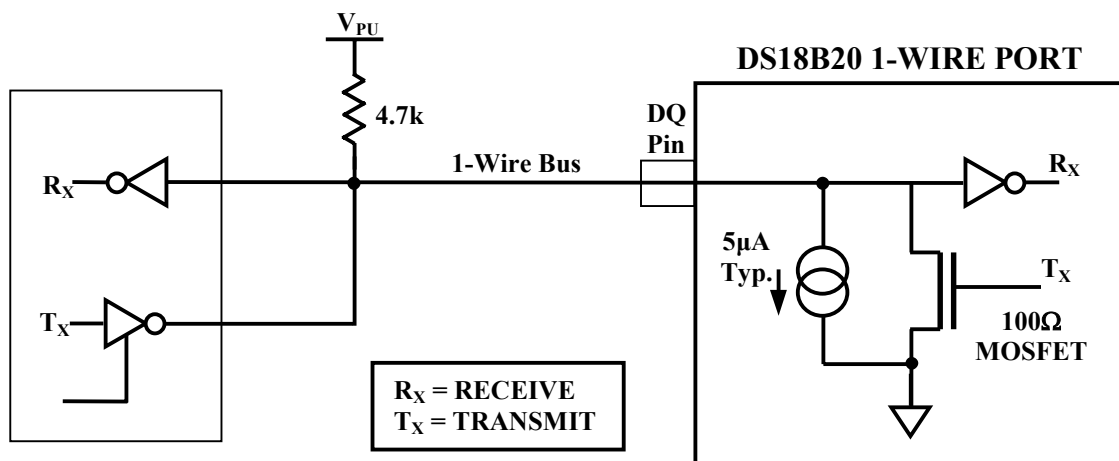 V_PU
DS18B20 1-WIRE PORT
4.7k
DQ
Pin
1-Wire Bus
R_X
R_X
5µA
Typ.
T_X
T_X
100Ω
MOSFET
R_X = RECEIVE
T_X = TRANSMIT